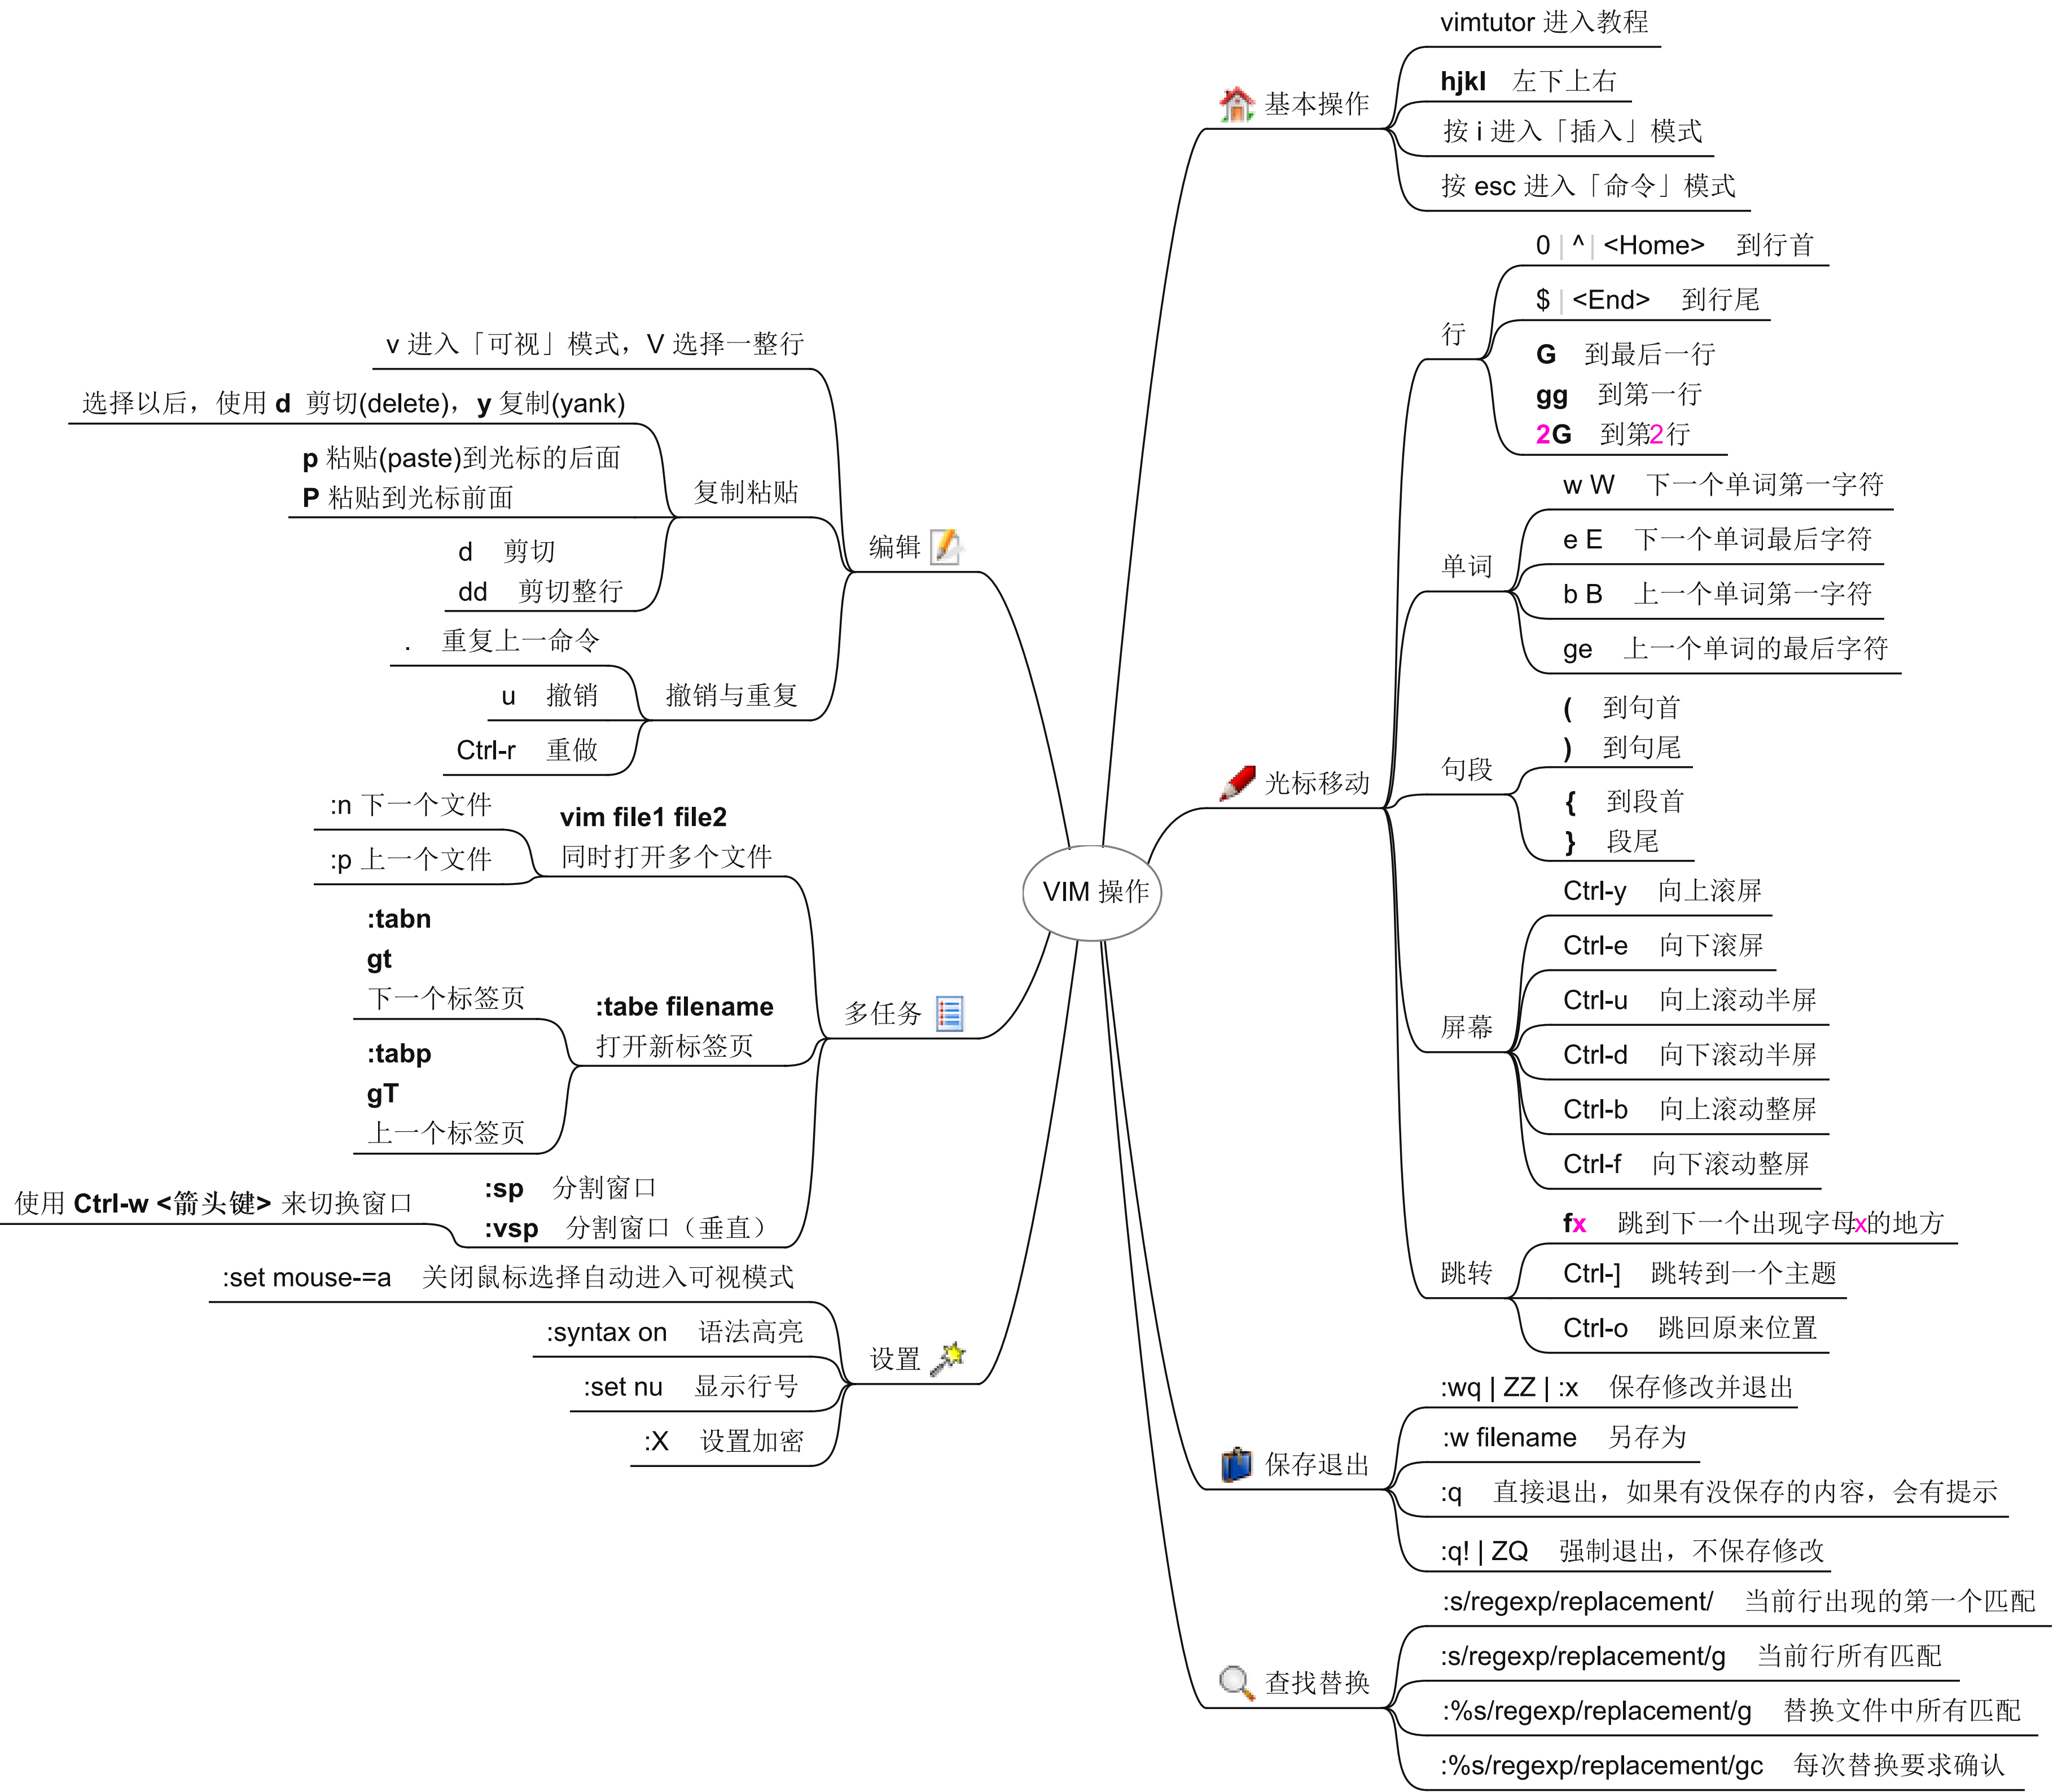 VIM 操作
基本操作
vimtutor 进入教程
hjkl 左下上右
按 i 进入「插入」模式
按 esc 进入「命令」模式
光标移动
行
0 | ^ | <Home> 到行首
$ | <End> 到行尾
G 到最后一行
gg 到第一行
2G 到第2行
单词
w W 下一个单词第一字符
e E 下一个单词最后字符
b B 上一个单词第一字符
ge 上一个单词的最后字符
句段
( 到句首
) 到句尾
{ 到段首
} 段尾
屏幕
Ctrl-y 向上滚屏
Ctrl-e 向下滚屏
Ctrl-u 向上滚动半屏
Ctrl-d 向下滚动半屏
Ctrl-b 向上滚动整屏
Ctrl-f 向下滚动整屏
跳转
fx 跳到下一个出现字母x的地方
Ctrl-] 跳转到一个主题
Ctrl-o 跳回原来位置
保存退出
:wq | ZZ | :x 保存修改并退出
:w filename 另存为
:q 直接退出，如果有没保存的内容，会有提示
:q! | ZQ 强制退出，不保存修改
查找替换
:s/regexp/replacement/ 当前行出现的第一个匹配
:s/regexp/replacement/g 当前行所有匹配
:%s/regexp/replacement/g 替换文件中所有匹配
:%s/regexp/replacement/gc 每次替换要求确认
编辑
v 进入「可视」模式，V 选择一整行
复制粘贴
选择以后，使用 d 剪切(delete)，y 复制(yank)
p 粘贴(paste)到光标的后面
P 粘贴到光标前面
d 剪切
dd 剪切整行
撤销与重复
. 重复上一命令
u 撤销
Ctrl-r 重做
多任务
vim file1 file2
同时打开多个文件
:n 下一个文件
:p 上一个文件
:tabe filename
打开新标签页
:tabn
gt
下一个标签页
:tabp
gT
上一个标签页
:sp 分割窗口
:vsp 分割窗口（垂直）
使用 Ctrl-w <箭头键> 来切换窗口
设置
:set mouse-=a 关闭鼠标选择自动进入可视模式
:syntax on 语法高亮
:set nu 显示行号
:X 设置加密